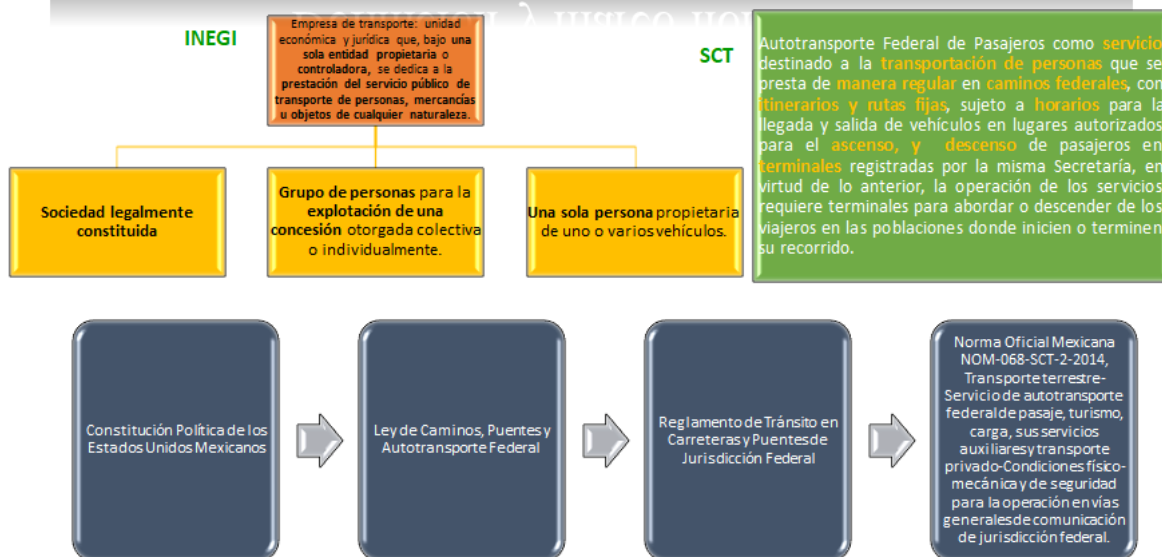 INEGI
Empresa de transporte: unidad
económica y jurídica que, bajo una
sola entidad propietaria o
controladora, se dedica a la
prestación del servicio público de
transporte de personas, mercancías
u objetos de cualquier naturaleza.
SCT
Autotransporte Federal de Pasajeros como servicio
destinado a la transportación de personas que se
presta de manera regular en caminos federales, con
itinerarios y rutas fijas, sujeto a horarios para la
llegada y salida de vehículos en lugares autorizados
para el ascenso, y descenso de pasajeros en
terminales registradas por la misma Secretaría, en
virtud de lo anterior, la operación de los servicios
requiere terminales para abordar o descender de los
viajeros en las poblaciones donde inicien o terminen
su recorrido.
Sociedad legalmente
constituida
Grupo de personas para la
explotación de una
concesión otorgada colectiva
o individualmente.
Una sola persona propietaria
de uno o varios vehículos.
Constitución Política de los
Estados Unidos Mexicanos
Ley de Caminos, Puentes y
Autotransporte Federal
Reglamento de Tránsito en
Carreteras y Puentes de
Jurisdicción Federal
Norma Oficial Mexicana
NOM-068-SCT-2-2014,
Transporte terrestre-
Servicio de autotransporte
federal de pasaje, turismo,
carga, sus servicios
auxiliares y transporte
privado-Condiciones físico-
mecánica y de seguridad
para la operación en vías
generales de comunicación
de jurisdicción federal.